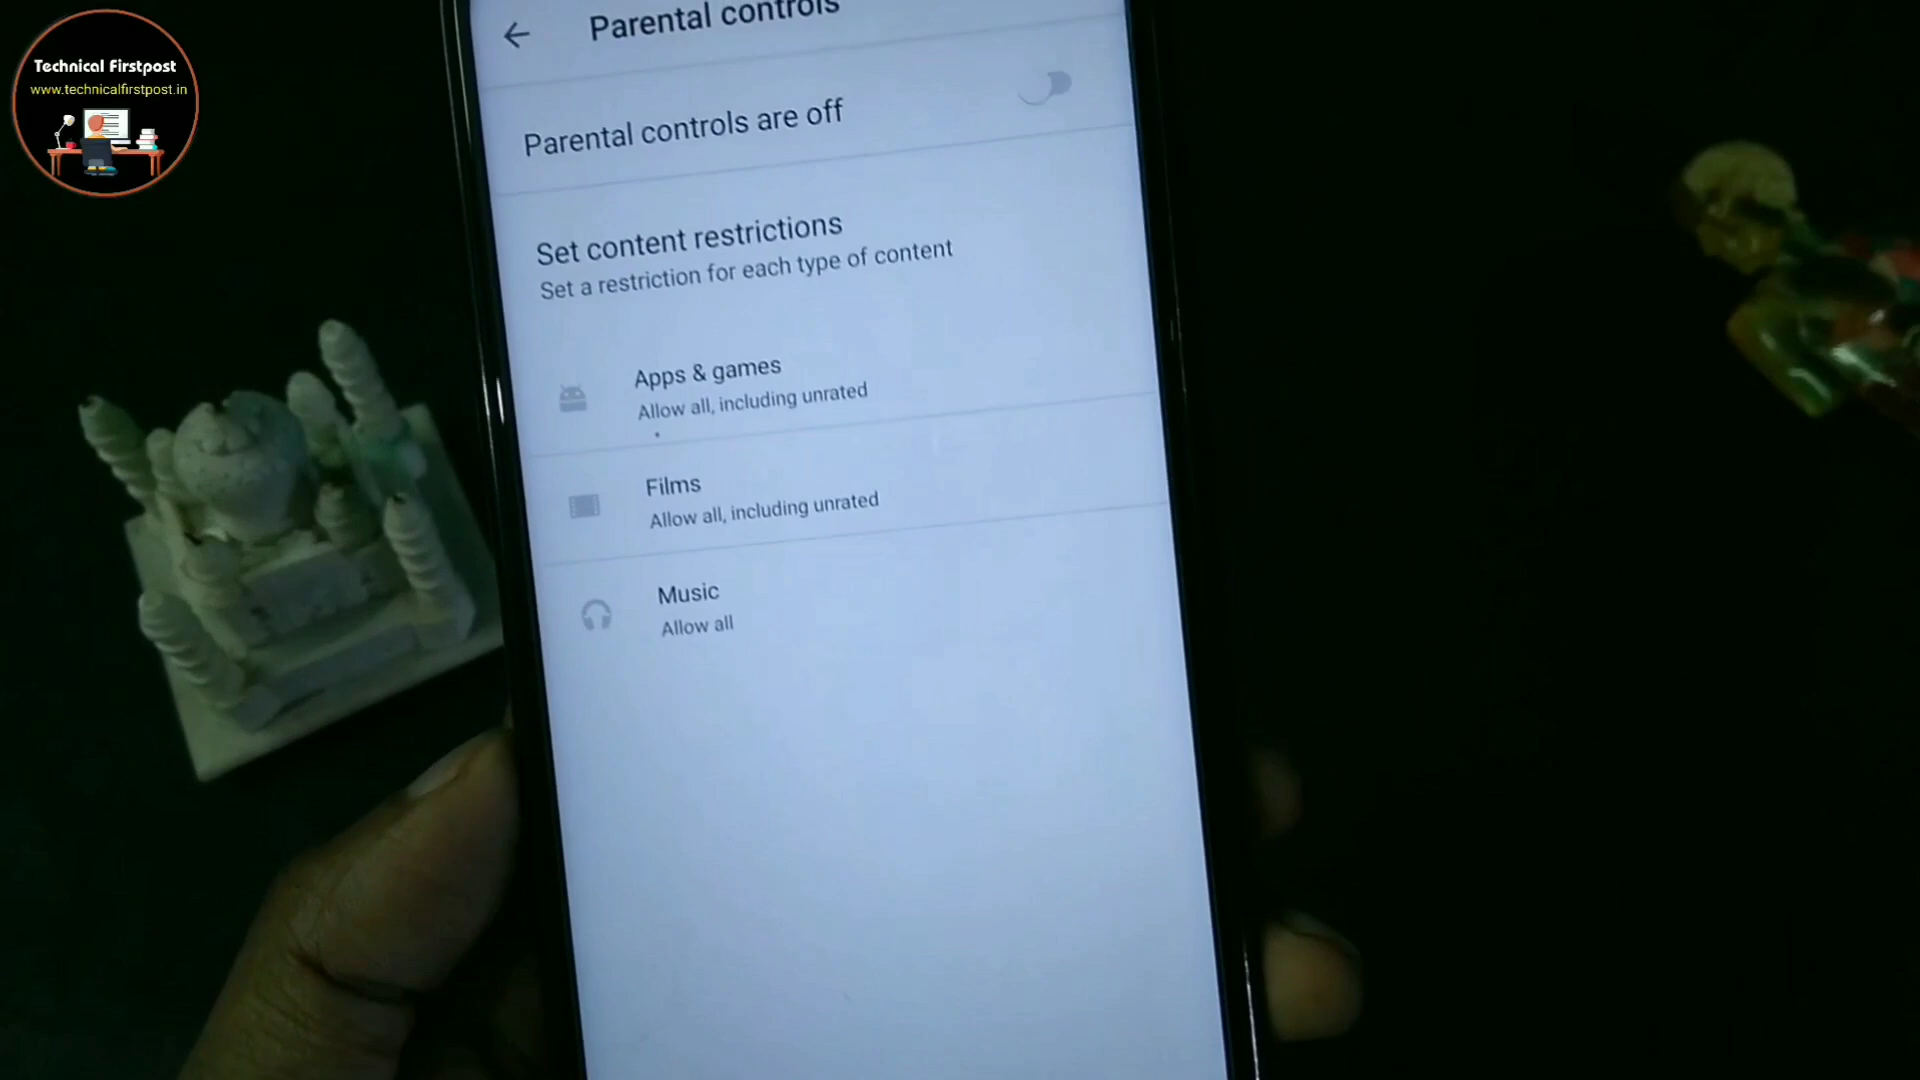 Technical Firstpost
www.technicalfirstpost.in
Parental controls
Parental controls are off
Set content restrictions
Set a restriction for each type of content
Apps & games
Allow all, including unrated
Films
Allow all, including unrated
Music
Allow all